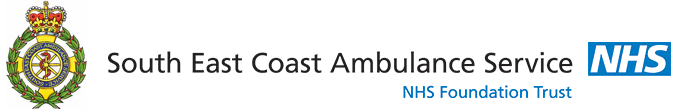 South East Coast Ambulance Service NHS
NHS Foundation Trust